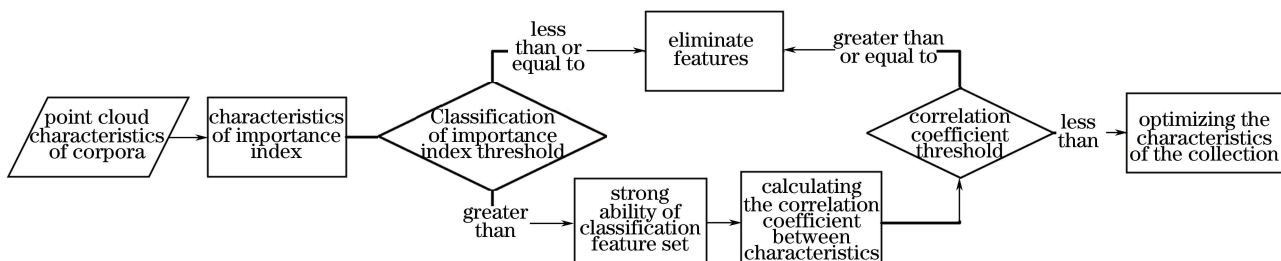 point cloud
characteristics
of corpora
characteristics
of importance
index
Classification
of importance
index threshold
less
than or
equal to
eliminate
features
greater than
or equal to
greater
than
strong
ability of
classification
feature set
calculating
the correlation
coefficient
between
characteristics
correlation
coefficient
threshold
less
than
optimizing the
characteristics
of the collection